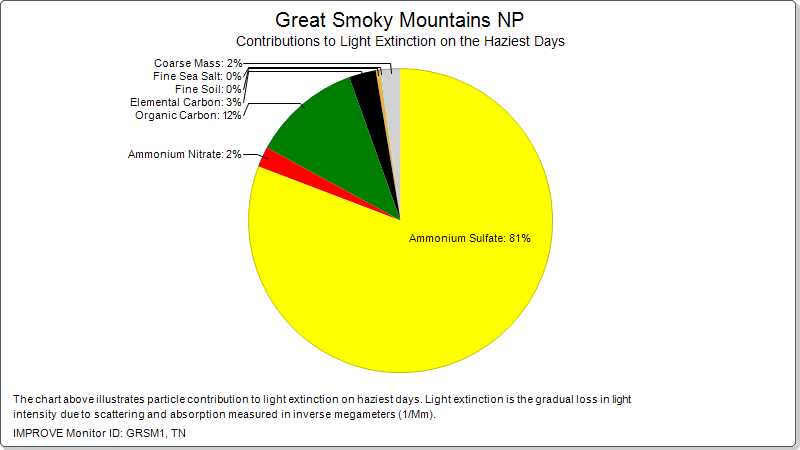 Great Smoky Mountains NP
Contributions to Light Extinction on the Haziest Days
Coarse Mass: 2%
Fine Sea Salt: 0%
Fine Soil: 0%
Elemental Carbon: 3%
Organic Carbon: 12%
Ammonium Nitrate: 2%
Ammonium Sulfate: 81%
The chart above illustrates particle contribution to light extinction on haziest days. Light extinction is the gradual loss in light
intensity due to scattering and absorption measured in inverse megameters (1/Mm).
IMPROVE Monitor ID: GRSM1, TN